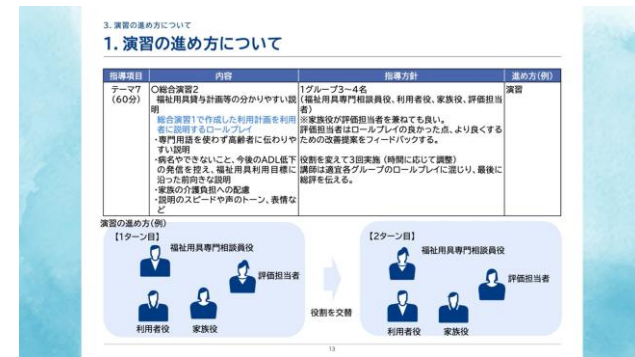 3. 演習の進め方について
1. 演習の進め方について
指導項目
内容
指導方針
進め方(例)
テーマ7
(60分)
〇総合演習2
福祉用具貸与計画等の分かりやすい説
明
総合演習1で作成した利用計画を利用
者に説明するロールプレイ
・専門用語を使わず高齢者に伝わりや
すい説明
・病名やできないこと、今後のADL低下
の発信を控え、福祉用具利用目標に
沿った前向きな説明
・家族の介護負担への配慮
・説明のスピードや声のトーン、表情な
ど
1グループ3~4名
(福祉用具専門相談員役、利用者役、家族役、評価担当
者)
※家族役が評価担当者を兼ねても良い。
評価担当者はロールプレイの良かった点、より良くする
ための改善提案をフィードバックする。
役割を変えて3回実施 (時間に応じて調整)
講師は適宜各グループのロールプレイに混じり、最後に
総評を伝える。
演習
演習の進め方(例)
【1ターン目】
福祉用具専門相談員役
評価担当者
利用者役
家族役
役割を交替
【2ターン目】
福祉用具専門相談員役
評価担当者
利用者役
家族役
13